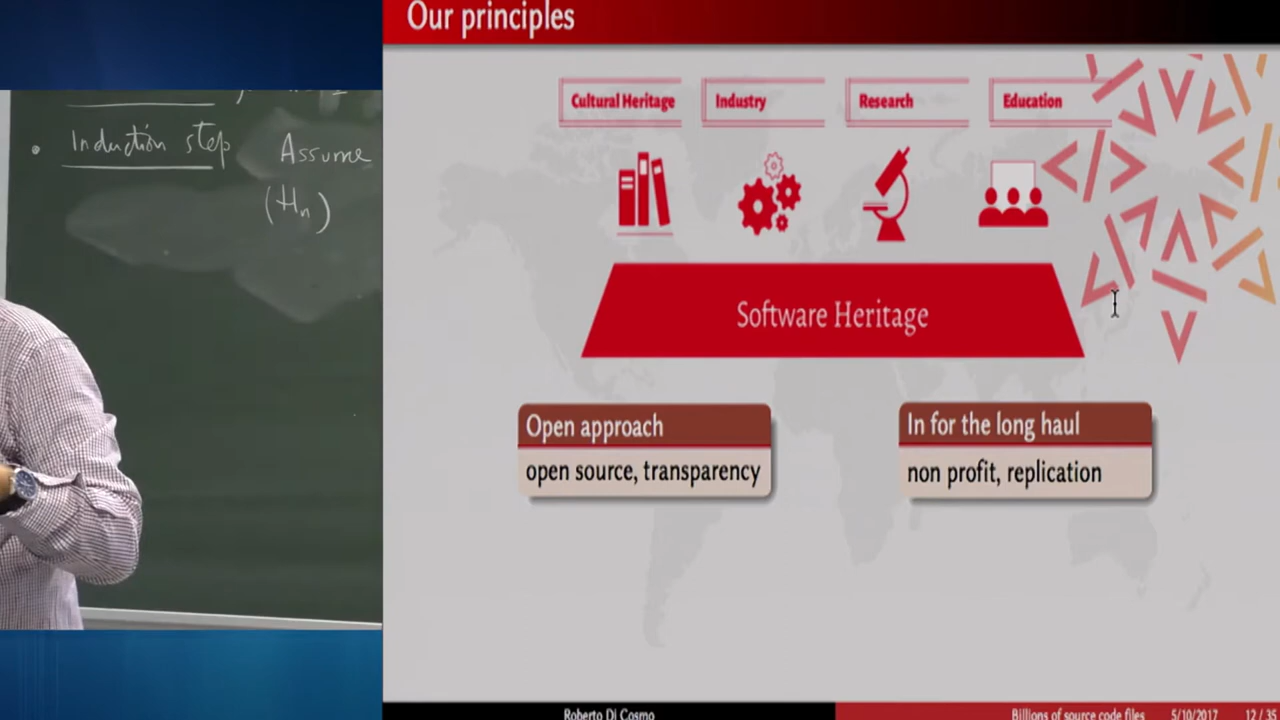 Induction step Assume
(Hn)
Our principles
Cultural Heritage Industry Research Education
Software Heritage
Open approach
open source, transparency
In for the long haul
non profit, replication
Roberto Di Cosmo Billions of source code files 5/10/2017 12 / 35